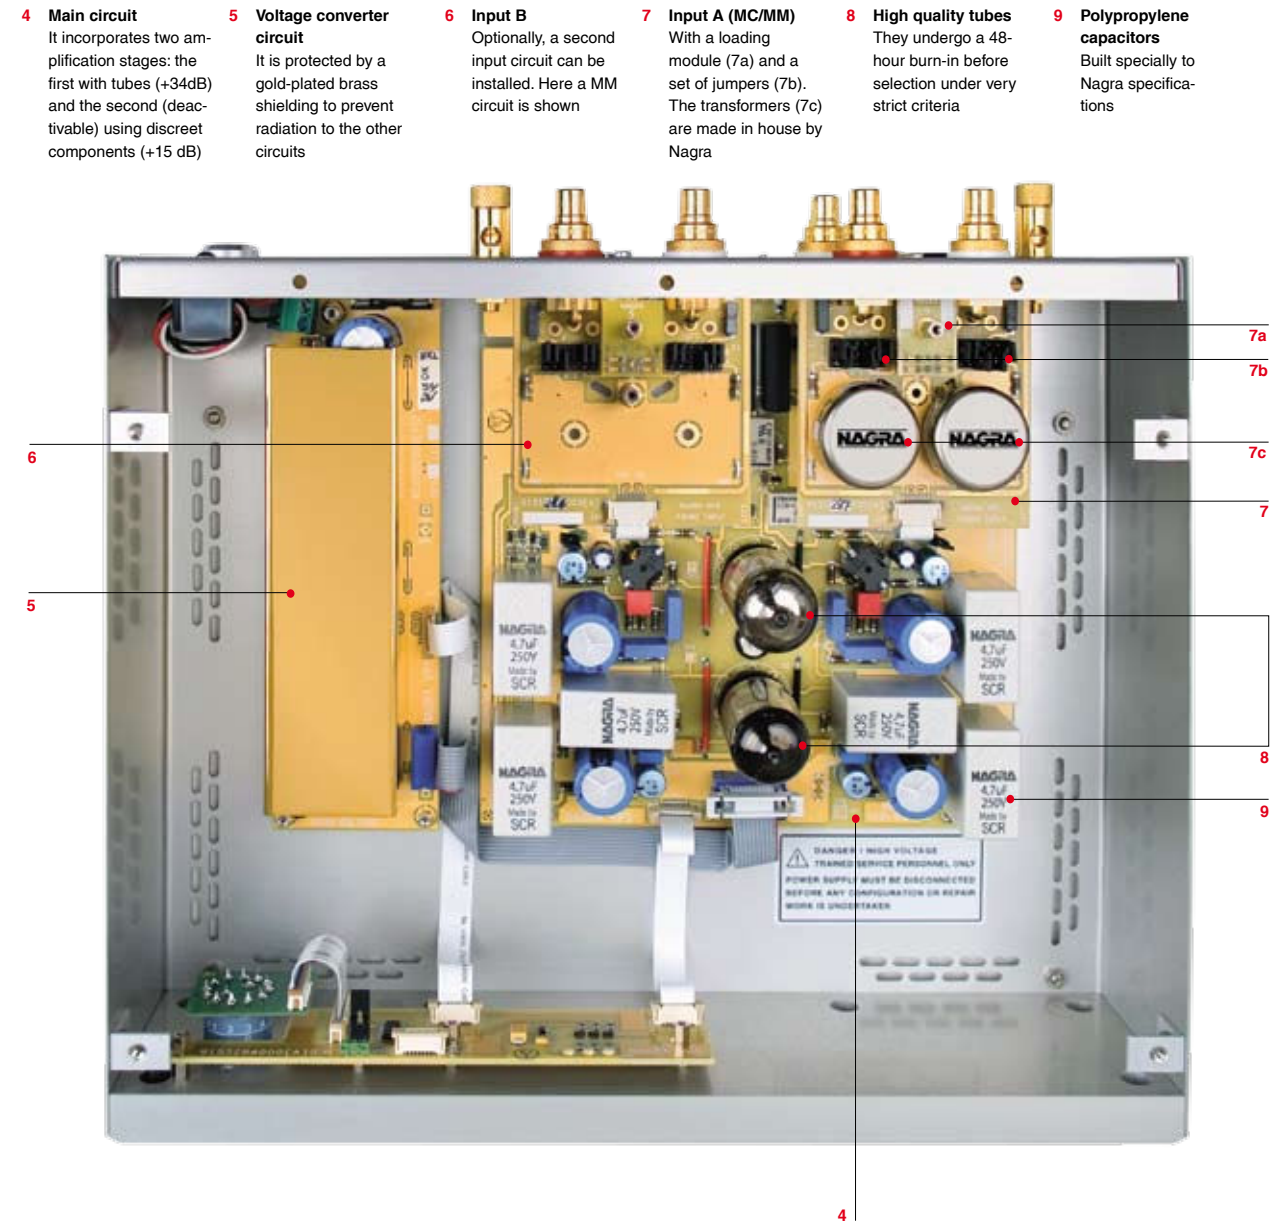 4 Main circuit
It incorporates two am-
plification stages: the
first with tubes (+34dB)
and the second (deac-
tivable) using discreet
components (+15 dB)
5 Voltage converter
circuit
It is protected by a
gold-plated brass
shielding to prevent
radiation to the other
circuits
6 Input B
Optionally, a second
input circuit can be
installed. Here a MM
circuit is shown
7 Input A (MC/MM)
With a loading
module (7a) and a
set of jumpers (7b).
The transformers (7c)
are made in house by
Nagra
8 High quality tubes
They undergo a 48-
hour burn-in before
selection under very
strict criteria
9 Polypropylene
capacitors
Built specially to
Nagra specifica-
tions
7a
7b
NAGRA
NAGRA
6
7c
7
5
NAGRA
4,7uF
250V
Made by
SCR
NAGRA
4,7uF
250V
Made by
SCR
NAGRA
4,7uF
250V
Made by
SCR
NAGRA
4,7uF
250V
Made by
SCR
8
NAGRA
4,7uF
250V
Made by
SCR
NAGRA
4,7uF
250V
Made by
SCR
9
DANGER ! HIGH VOLTAGE
TRAINED SERVICE PERSONNEL ONLY
POWER SUPPLY MUST BE DISCONNECTED
BEFORE ANY CONFIGURATION OR REPAIR
WORK IS UNDERTAKEN
4